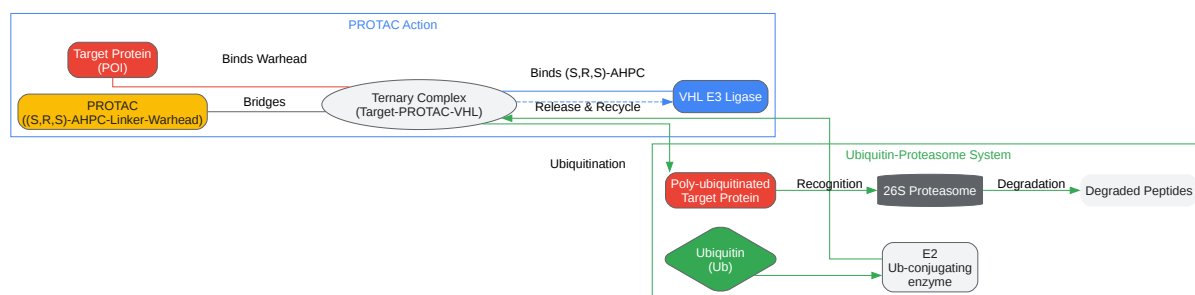 PROTAC Action
Target Protein
(POI)
Binds Warhead
PROTAC
((S,R,S)-AHPC-Linker-Warhead)
Bridges
Ternary Complex
(Target-PROTAC-VHL)
Binds (S,R,S)-AHPC
Release & Recycle
VHL E3 Ligase
Ubiquitination
Ubiquitin-Proteasome System
Poly-ubiquitinated
Target Protein
Recognition
26S Proteasome
Degradation
Degraded Peptides
Ubiquitin
(Ub)
E2
Ub-conjugating
enzyme